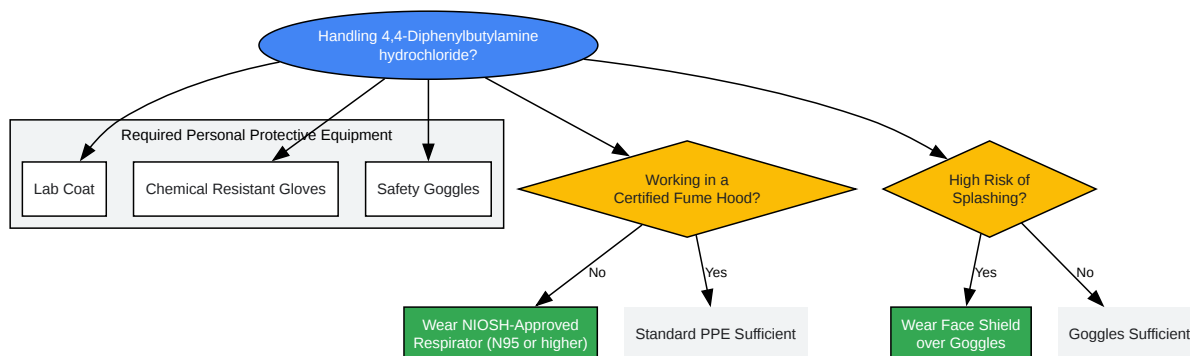 Handling 4,4-Diphenylbutylamine
hydrochloride?
Required Personal Protective Equipment
Lab Coat
Chemical Resistant Gloves
Safety Goggles
Working in a
Certified Fume Hood?
High Risk of
Splashing?
No
Yes
Yes
No
Wear NIOSH-Approved
Respirator (N95 or higher)
Standard PPE Sufficient
Wear Face Shield
over Goggles
Goggles Sufficient